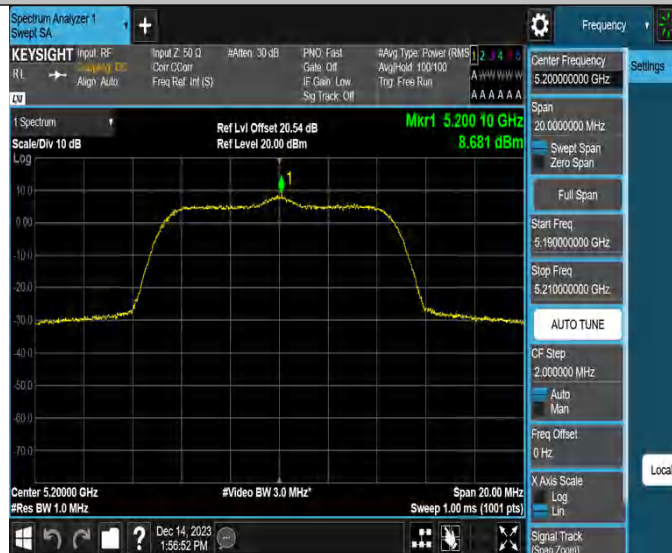 Spectrum Analyzer 1
Swept SA
+
Frequency
KEYSIGHT
RL
Input: RF
Coupling: DC
Align: Auto
Input Z: 50 Ω
Corr CCorr
Freq Ref: Int (S)
#Atten: 30 dB
PNO: Fast
Gate: Off
IF Gain: Low
Sig Track: Off
#Avg Type: Power (RMS
Avg|Hold: 100/100
Trig: Free Run
1 2 3 4 5 6
A W W W W W
A A A A A A
LNI
1 Spectrum
Scale/Div 10 dB
Log
Ref Lvl Offset 20.54 dB
Ref Level 20.00 dBm
Mkr1 5.200 10 GHz
8.681 dBm
1
10.0
0.00
-10.0
-20.0
-30.0
-40.0
-50.0
-60.0
-70.0
Center 5.20000 GHz
#Res BW 1.0 MHz
#Video BW 3.0 MHz*
Span 20.00 MHz
Sweep 1.00 ms (1001 pts)
Dec 14, 2023
1:56:52 PM
?
Center Frequency
5.200000000 GHz
Settings
Span
20.0000000 MHz
Swept Span
Zero Span
Full Span
Start Freq
5.190000000 GHz
Stop Freq
5.210000000 GHz
AUTO TUNE
CF Step
2.000000 MHz
Auto
Man
Freq Offset
0 Hz
X Axis Scale
Log
Lin
Local
Signal Track
(Span Zoom)